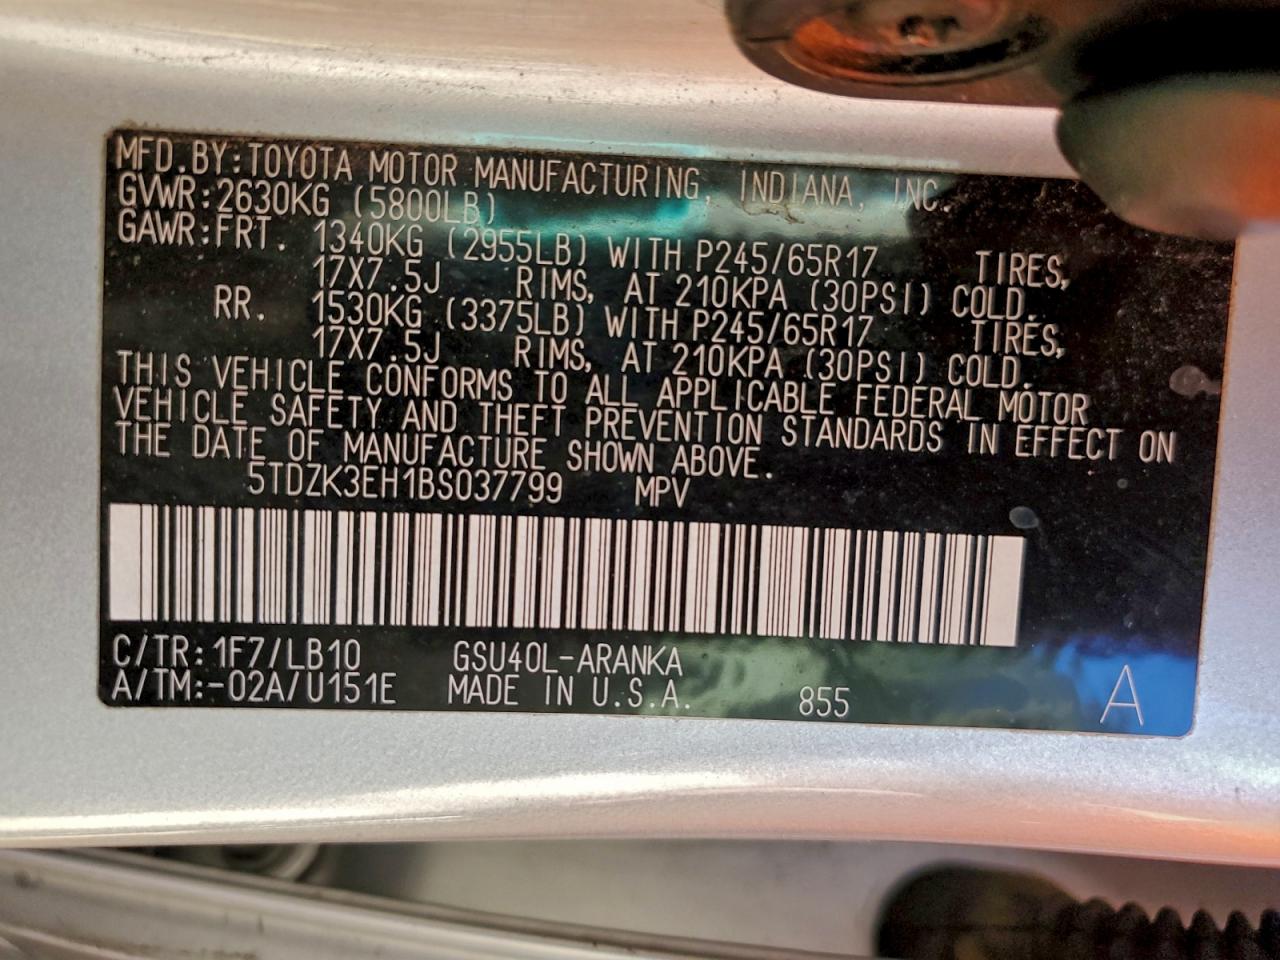 MFD.BY:TOYOTA MOTOR MANUFACTURING, INDIANA, INC.
GVWR:2630KG (5800LB)
GAWR:FRT. 1340KG (2955LB) WITH P245/65R17 TIRES,
17X7.5J RIMS, AT 210KPA (30PSI) COLD.
RR. 1530KG (3375LB) WITH P245/65R17 TIRES,
17X7.5J RIMS, AT 210KPA (30PSI) COLD.
THIS VEHICLE CONFORMS TO ALL APPLICABLE FEDERAL MOTOR
VEHICLE SAFETY AND THEFT PREVENTION STANDARDS IN EFFECT ON
THE DATE OF MANUFACTURE SHOWN ABOVE.
5TDZK3EH1BS037799 MPV
C/TR:1F7/LB10 GSU40L-ARANKA
A/TM:-02A/U151E MADE IN U.S.A. 855 A